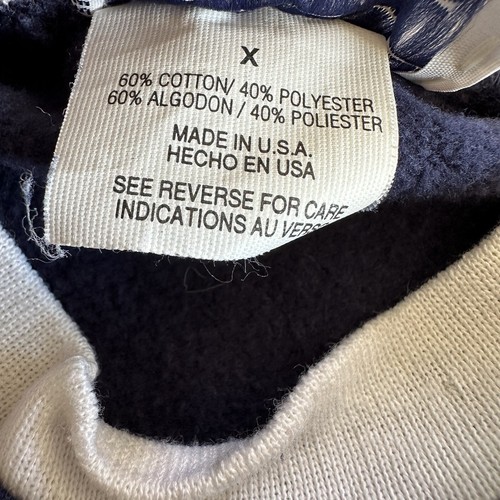 X
60% COTTON/ 40% POLYESTER
60% ALGODON / 40% POLIESTER
MADE IN U.S.A.
HECHO EN USA
SEE REVERSE FOR CARE
INDICATIONS AU